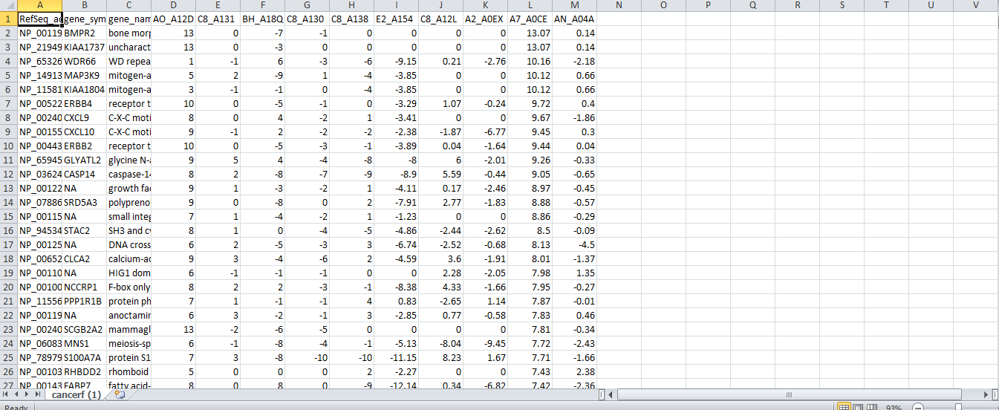 A B C D E F G H I J K L M N O P Q R S T U V
1 RefSeq_ac gene_sym gene_nam AO_A12D C8_A131 BH_A18Q C8_A130 C8_A138 E2_A154 C8_A12L A2_A0EX A7_A0CE AN_A04A
2 NP_00119 BMPR2 bone morp 13 0 -7 -1 0 0 0 0 13.07 0.14
3 NP_21949 KIAA1737 uncharact 13 0 -3 0 0 0 0 0 13.07 0.14
4 NP_65326 WDR66 WD repea 1 -1 6 -3 -6 -9.15 0.21 -2.76 10.16 -2.18
5 NP_14913 MAP3K9 mitogen-a 5 2 -9 1 -4 -3.85 0 0 10.12 0.66
6 NP_11581 KIAA1804 mitogen-a 3 -1 -1 0 -4 -3.85 0 0 10.12 0.66
7 NP_00522 ERBB4 receptor t 10 0 -5 -1 0 -3.29 1.07 -0.24 9.72 0.4
8 NP_00240 CXCL9 C-X-C moti 8 0 4 -2 1 -3.41 0 0 9.67 -1.86
9 NP_00155 CXCL10 C-X-C moti 9 -1 2 -2 -2 -2.38 -1.87 -6.77 9.45 0.3
10 NP_00443 ERBB2 receptor t 10 0 -5 -3 -1 -3.89 0.04 -1.64 9.44 0.04
11 NP_65945 GLYATL2 glycine N-a 9 5 4 -4 -8 -8 6 -2.01 9.26 -0.33
12 NP_03624 CASP14 caspase-14 8 2 -8 -7 -9 -8.9 5.59 -0.44 9.05 -0.65
13 NP_00122 NA growth fac 9 1 -3 -2 1 -4.11 0.17 -2.46 8.97 -0.45
14 NP_07886 SRD5A3 polypreno 9 0 -8 0 2 -7.91 2.77 -1.83 8.88 -0.57
15 NP_00115 NA small integ 7 1 -4 -2 1 -1.23 0 0 8.86 -0.29
16 NP_94534 STAC2 SH3 and cy 8 1 0 -4 -5 -4.86 -2.44 -2.62 8.5 -0.09
17 NP_00125 NA DNA cross 6 2 -5 -3 3 -6.74 -2.52 -0.68 8.13 -4.5
18 NP_00652 CLCA2 calcium-ac 9 3 -4 -6 2 -4.59 3.6 -1.91 8.01 -1.37
19 NP_00110 NA HIG1 dom 6 -1 -1 -1 0 0 2.28 -2.05 7.98 1.35
20 NP_00100 NCCRP1 F-box only 8 2 2 -3 -1 -8.38 4.33 -1.66 7.95 -0.27
21 NP_11556 PPP1R1B protein ph 7 1 -1 -1 4 0.83 -2.65 1.14 7.87 -0.01
22 NP_00119 NA anoctamin 6 3 -2 -1 3 -2.85 0.77 -0.58 7.83 0.46
23 NP_00240 SCGB2A2 mammagl 13 -2 -6 -5 0 0 0 0 7.81 -0.34
24 NP_06083 MNS1 meiosis-sp 6 -1 -8 -4 -1 -5.13 -8.04 -9.45 7.72 -2.43
25 NP_78979 S100A7A protein S1 7 3 -8 -10 -10 -11.15 8.23 1.67 7.71 -1.66
26 NP_00103 RHBDD2 rhomboid 5 0 0 0 2 -2.27 0 0 7.43 2.38
27 NP_00143 FABP7 fatty acid- 8 0 8 0 -9 -12.14 0.34 -6.82 7.42 -2.36
cancerf (1)
Ready 93%